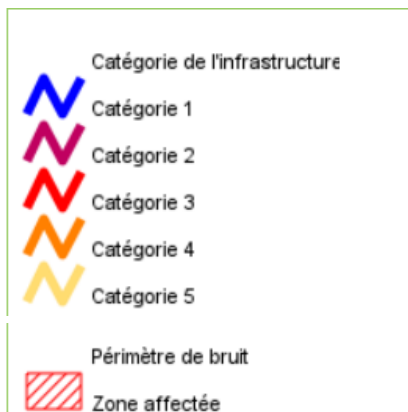 Catégorie de l'infrastructure
Catégorie 1
Catégorie 2
Catégorie 3
Catégorie 4
Catégorie 5
Périmètre de bruit
Zone affectée